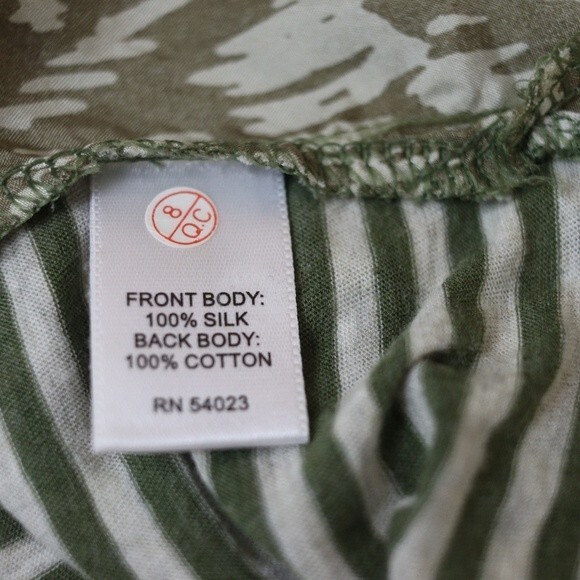 8
Q.C
FRONT BODY:
100% SILK
BACK BODY:
100% COTTON
RN 54023